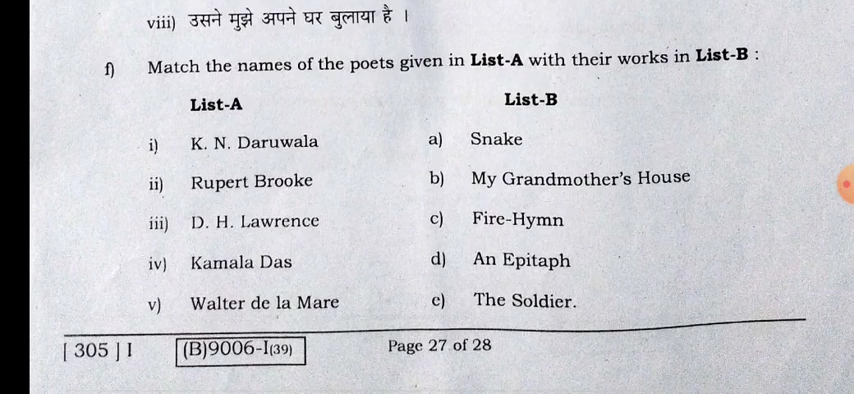 viii) उसने मुझे अपने घर बुलाया है ।
f) Match the names of the poets given in List-A with their works in List-B :
List-A List-B
i) K. N. Daruwala a) Snake
ii) Rupert Brooke b) My Grandmother's House
iii) D. H. Lawrence c) Fire-Hymn
iv) Kamala Das d) An Epitaph
v) Walter de la Mare e) The Soldier.
[ 305 ] I (B)9006-I(39) Page 27 of 28